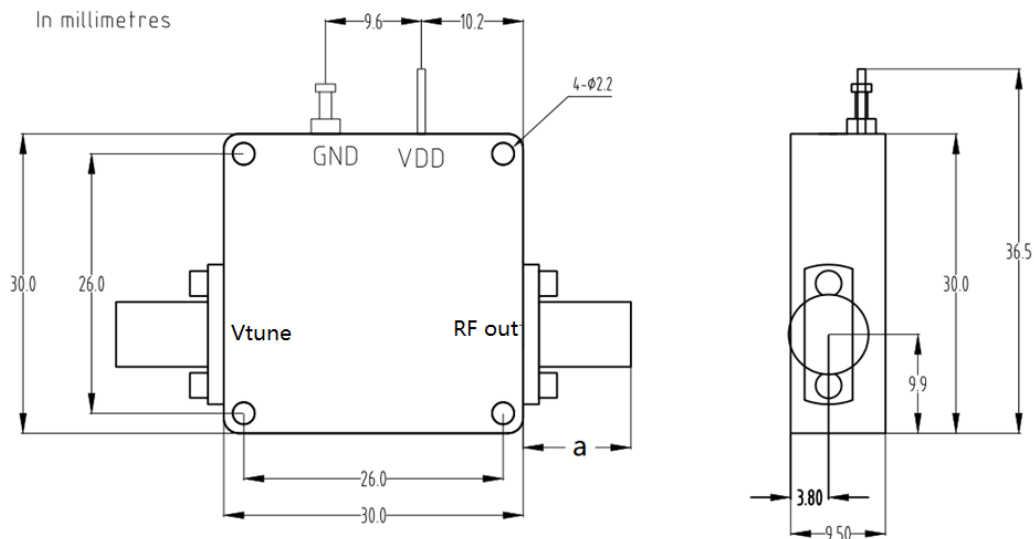 In millimetres
9.6
10.2
4-ϕ2.2
GND
VDD
30.0
26.0
Vtune
RF out
a
26.0
30.0
36.5
30.0
9.9
3.80
9.50